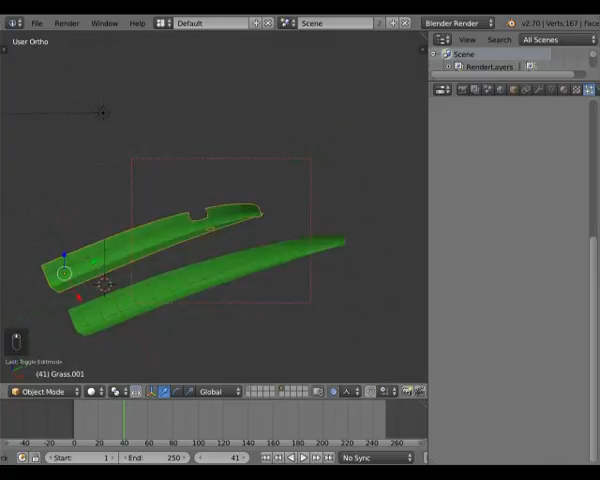 File Render Window Help Default Scene 2 Blender Render v2.70 | Verts:167 | Face
User Ortho
View Search All Scenes
Scene
RenderLayers
Last: Toggle Editmode
(41) Grass.001
Object Mode Global
-40 -20 0 20 40 60 80 100 120 140 160 180 200 220 240 260
rk Start: 1 End: 250 41 No Sync